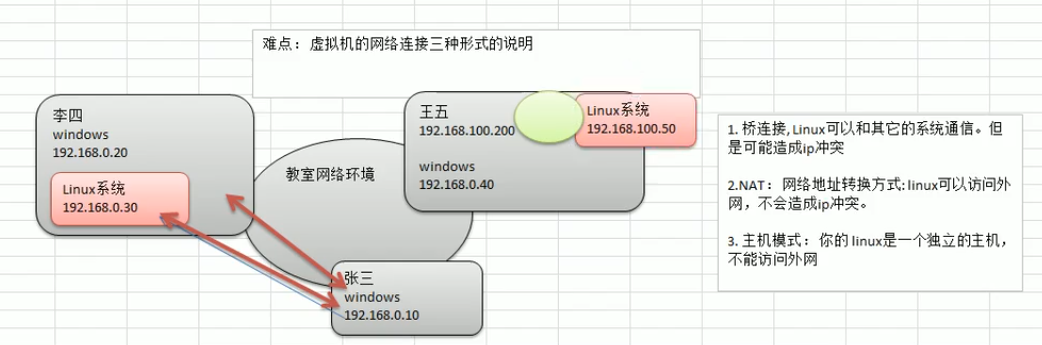 难点：虚拟机的网络连接三种形式的说明
李四
windows
192.168.0.20
Linux系统
192.168.0.30
教室网络环境
王五
192.168.100.200
windows
192.168.0.40
Linux系统
192.168.100.50
张三
windows
192.168.0.10
1. 桥连接,Linux可以和其它的系统通信。但
是可能造成ip冲突
2.NAT：网络地址转换方式:linux可以访问外
网，不会造成ip冲突。
3. 主机模式：你的 linux是一个独立的主机，
不能访问外网